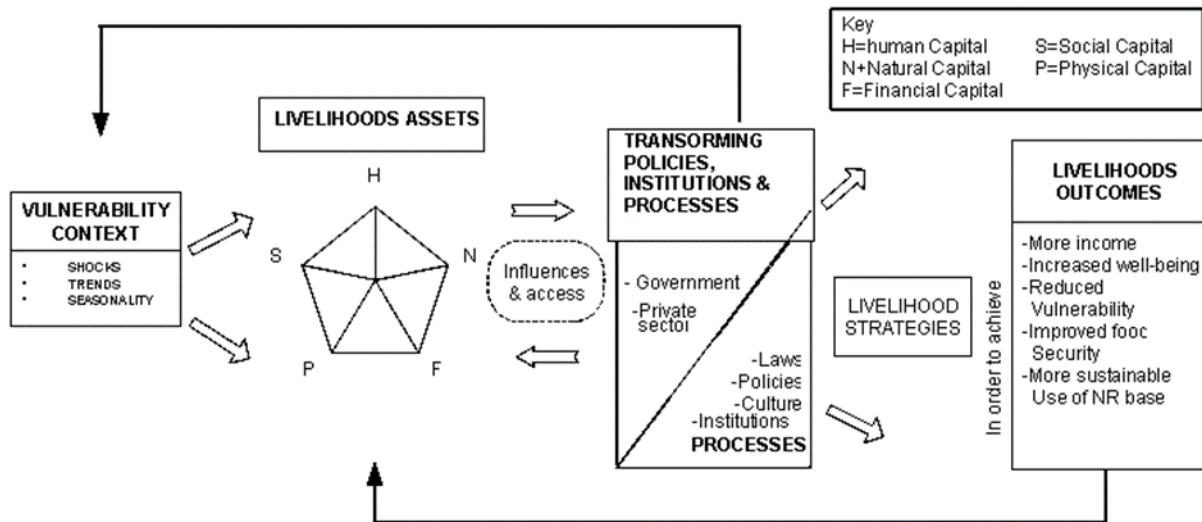 Key
H=human Capital S=Social Capital
N+Natural Capital P=Physical Capital
F=Financial Capital
LIVELIHOODS ASSETS
H
S
N
P
F
VULNERABILITY
CONTEXT
• SHOCKS
• TRENDS
• SEASONALITY
Influences
& access
TRANSORMING
POLICIES,
INSTITUTIONS &
PROCESSES
- Government
-Private
sector
-Laws
-Policies
-Culture
-Institutions
PROCESSES
LIVELIHOOD
STRATEGIES
In order to achieve
LIVELIHOODS
OUTCOMES
-More income
-Increased well-being
-Reduced
Vulnerability
-Improved fooc
Security
-More sustainable
Use of NR base